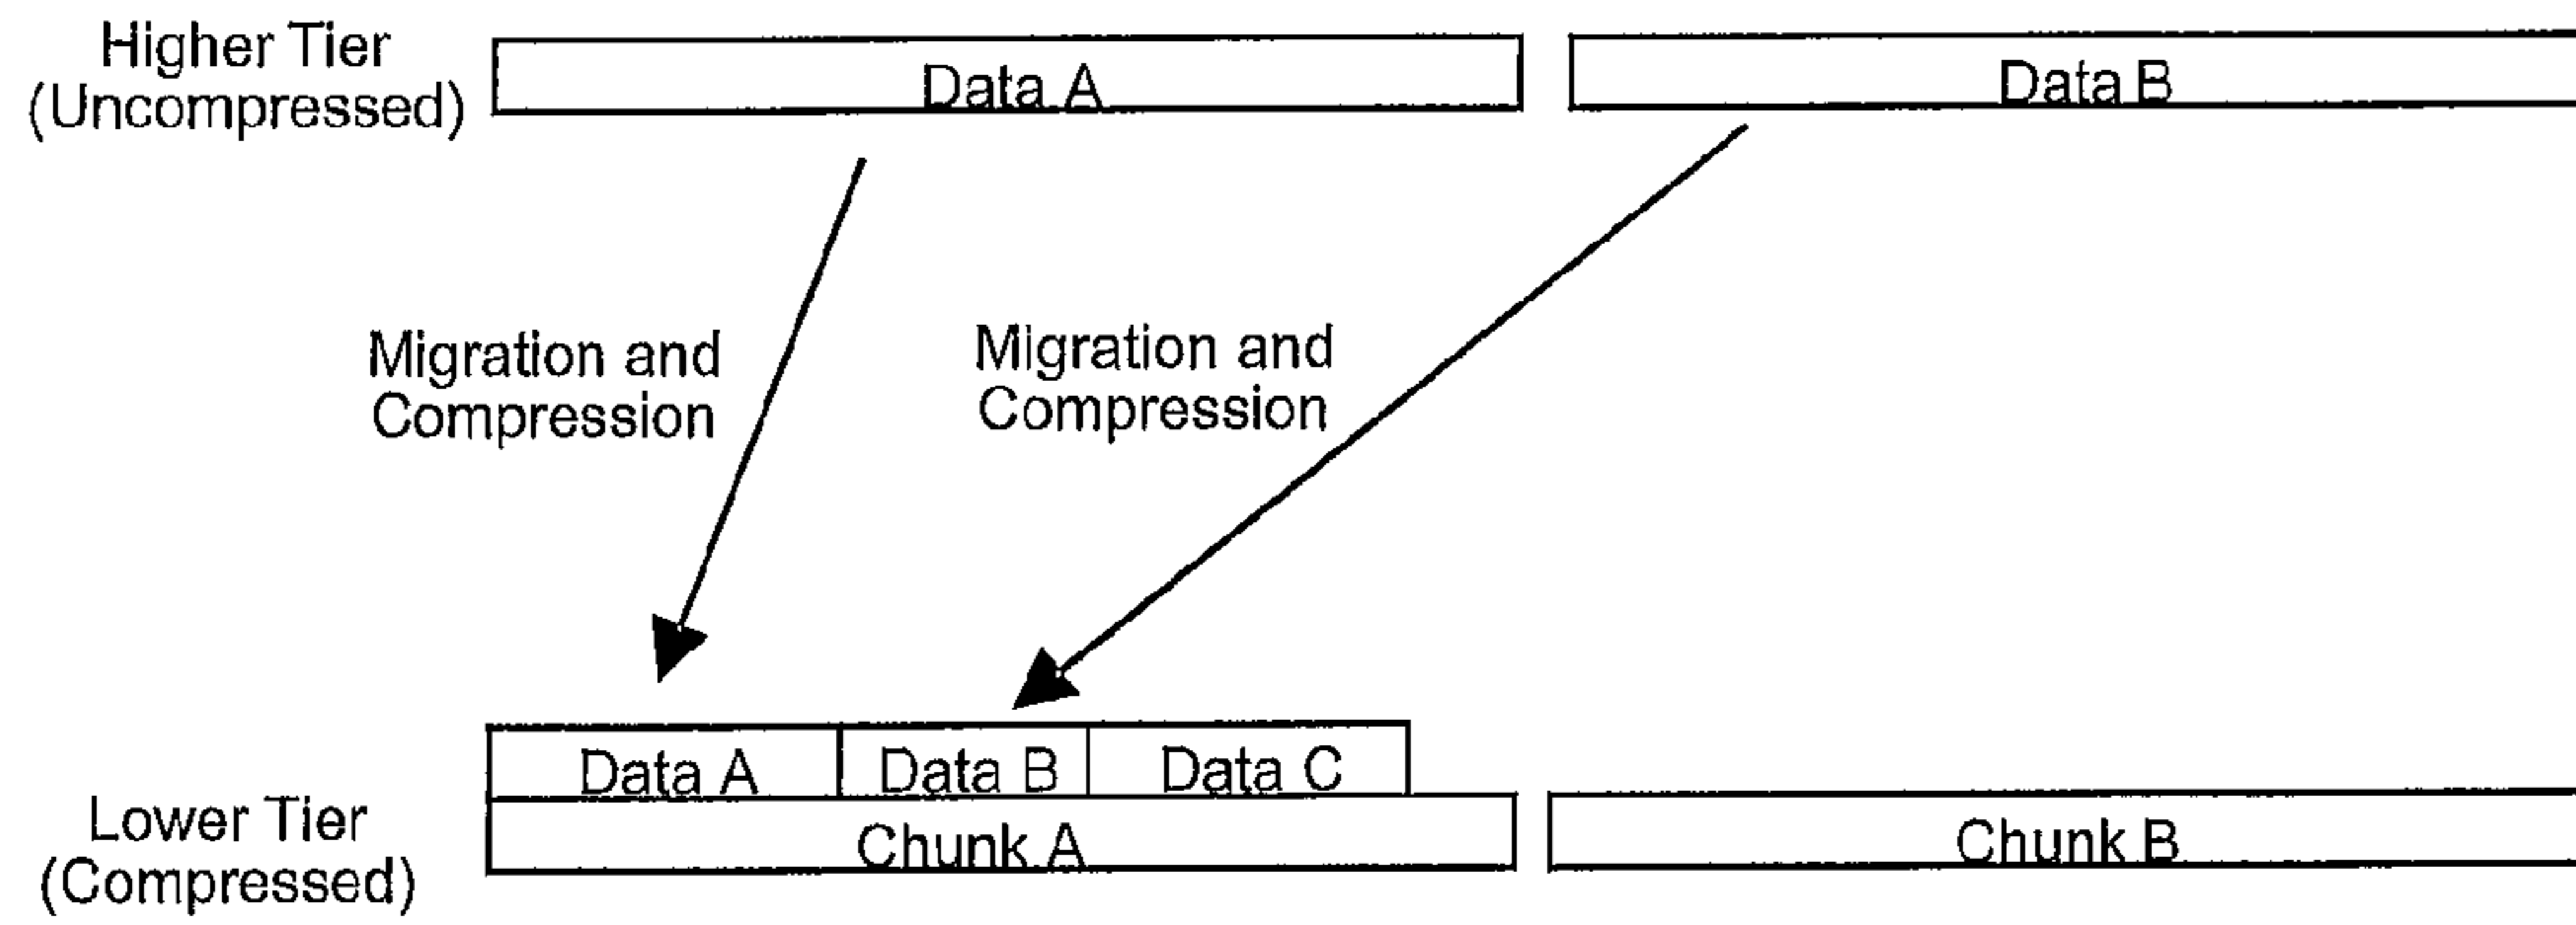 Higher Tier
(Uncompressed)
Data A
Data B
Migration and
Compression
Migration and
Compression
Data A
Data B
Data C
Lower Tier
(Compressed)
Chunk A
Chunk B